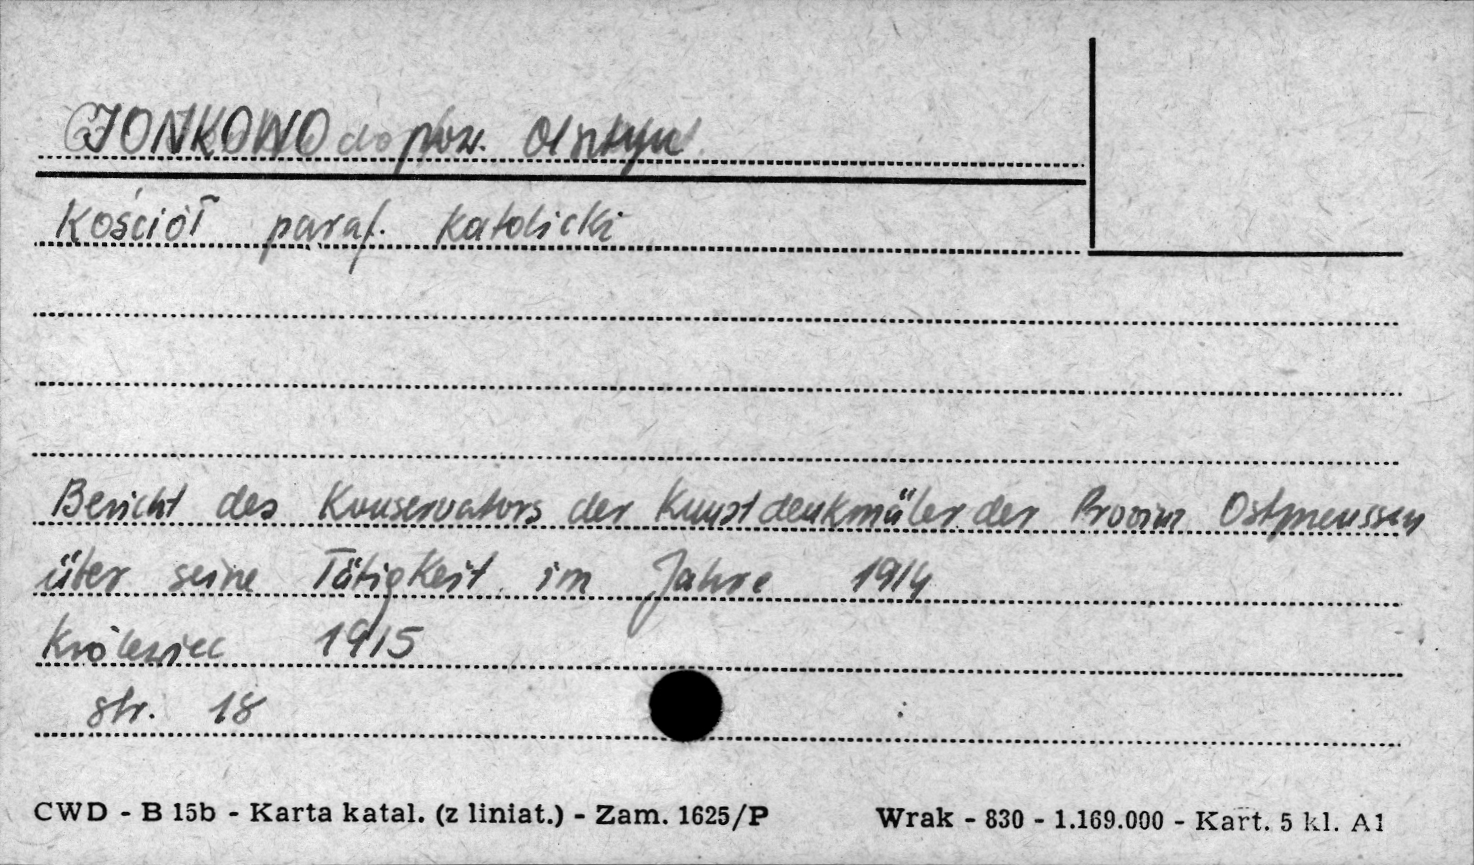 JONKOWO pow. Olsztyn
Kościół paraf. katolicki
Bericht des Konservators der Kunstdenkmäler der Provinz Ostpreussen
über seine Tätigkeit im Jahre 1914
Królewiec 1915
str. 18
CWD - B 15b - Karta katal. (z liniat.) - Zam. 1625/P Wrak - 830 - 1.169.000 - Kart. 5 kl. A1